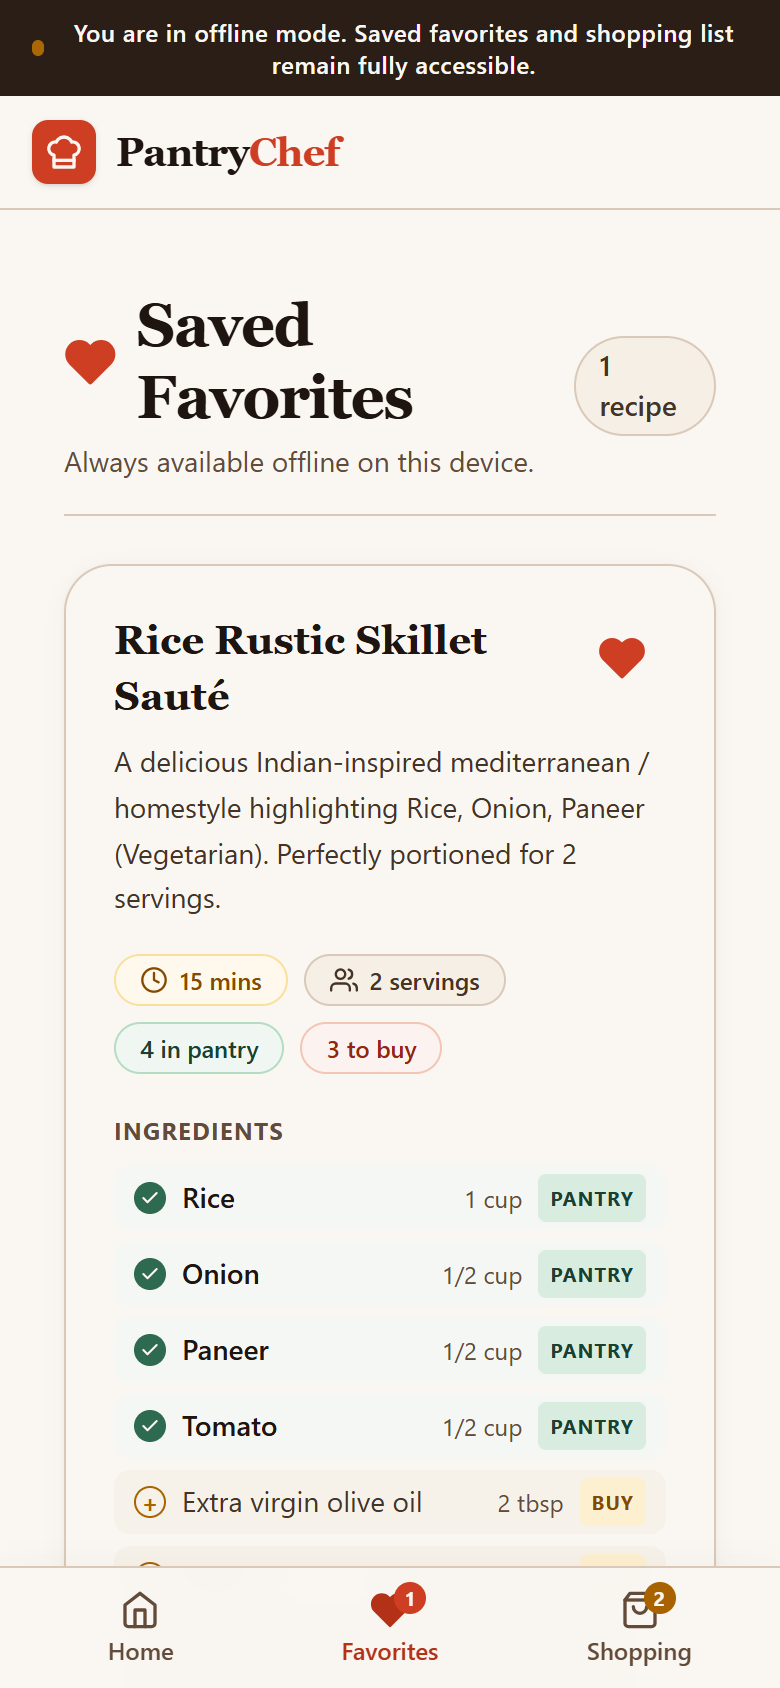 You are in offline mode. Saved favorites and shopping list
remain fully accessible.
PantryChef
Saved
Favorites
1
recipe
Always available offline on this device.
Rice Rustic Skillet
Sauté
A delicious Indian-inspired mediterranean /
homestyle highlighting Rice, Onion, Paneer
(Vegetarian). Perfectly portioned for 2
servings.
15 mins
2 servings
4 in pantry
3 to buy
INGREDIENTS
Rice 1 cup PANTRY
Onion 1/2 cup PANTRY
Paneer 1/2 cup PANTRY
Tomato 1/2 cup PANTRY
Extra virgin olive oil 2 tbsp BUY
1
2
Home
Favorites
Shopping